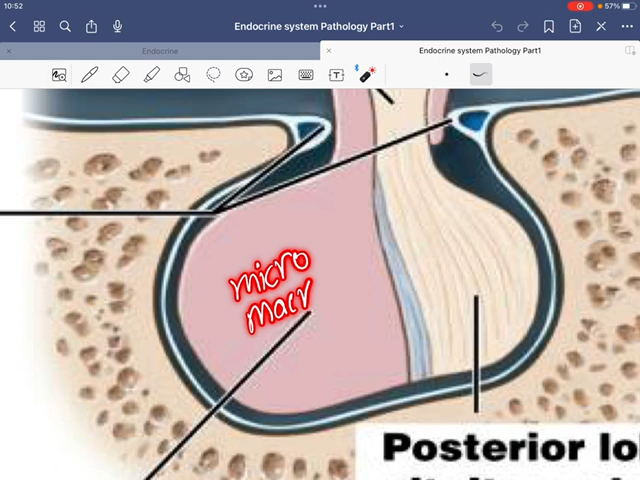 10:52
57%
Endocrine system Pathology Part1
Endocrine
Endocrine system Pathology Part1
micro
macr
Posterior lo